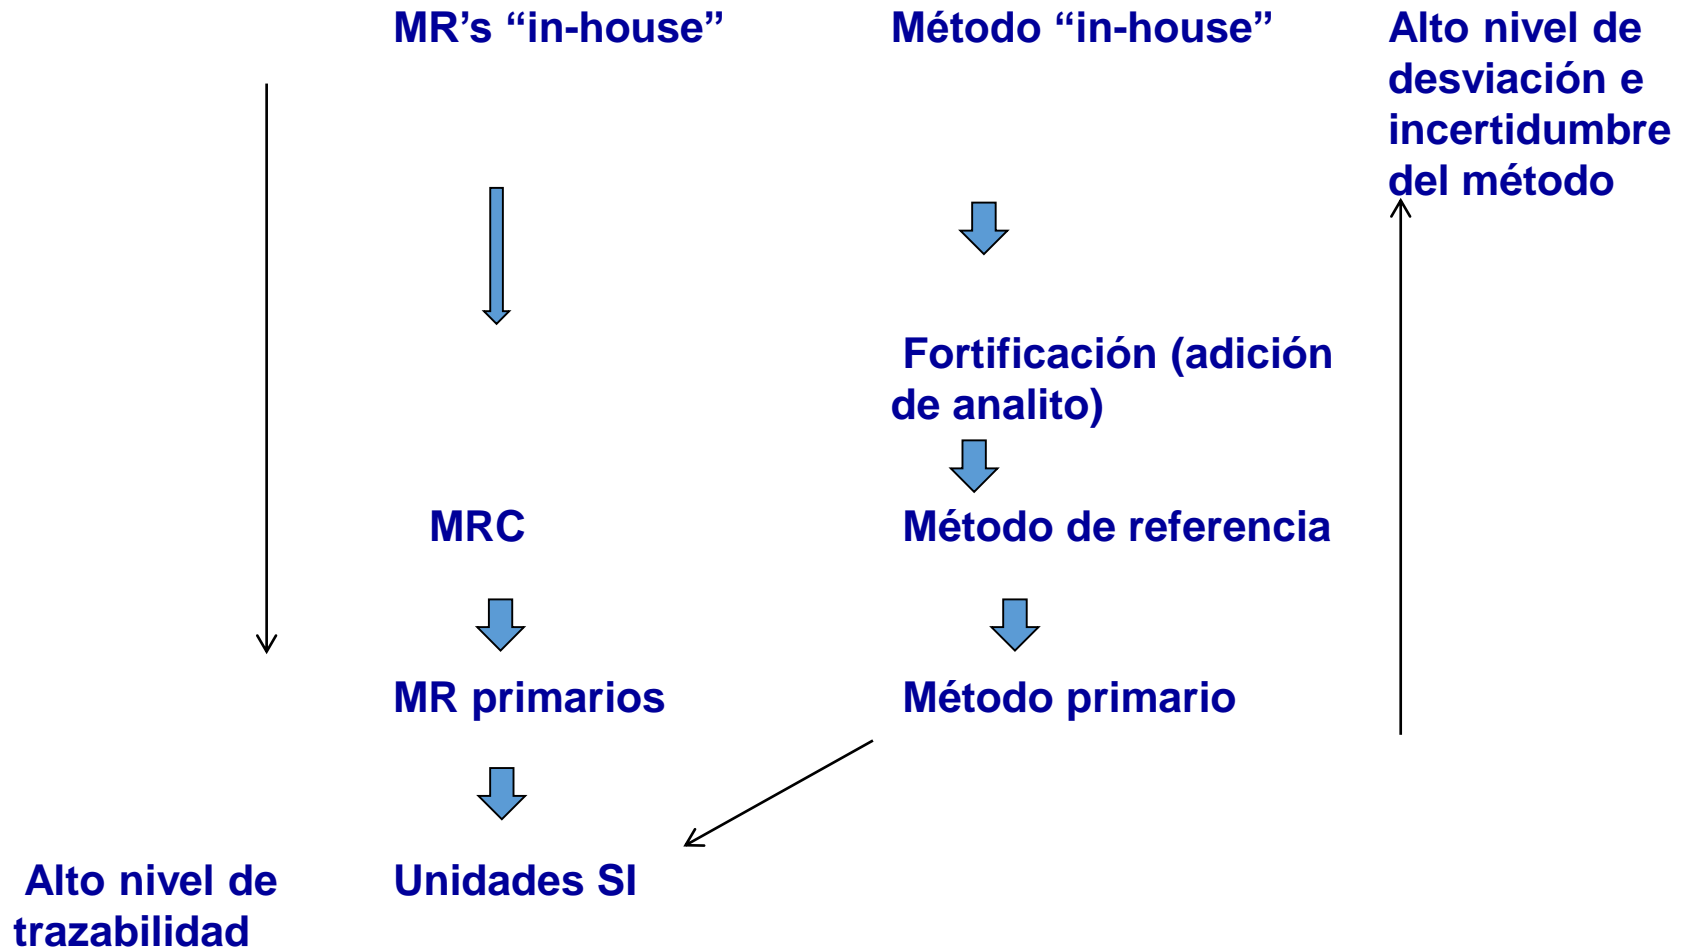 MR’s “in-house”
Método “in-house”
Alto nivel de
desviación e
incertidumbre
del método
Fortificación (adición
de analito)
MRC
Método de referencia
MR primarios
Método primario
Alto nivel de
trazabilidad
Unidades SI